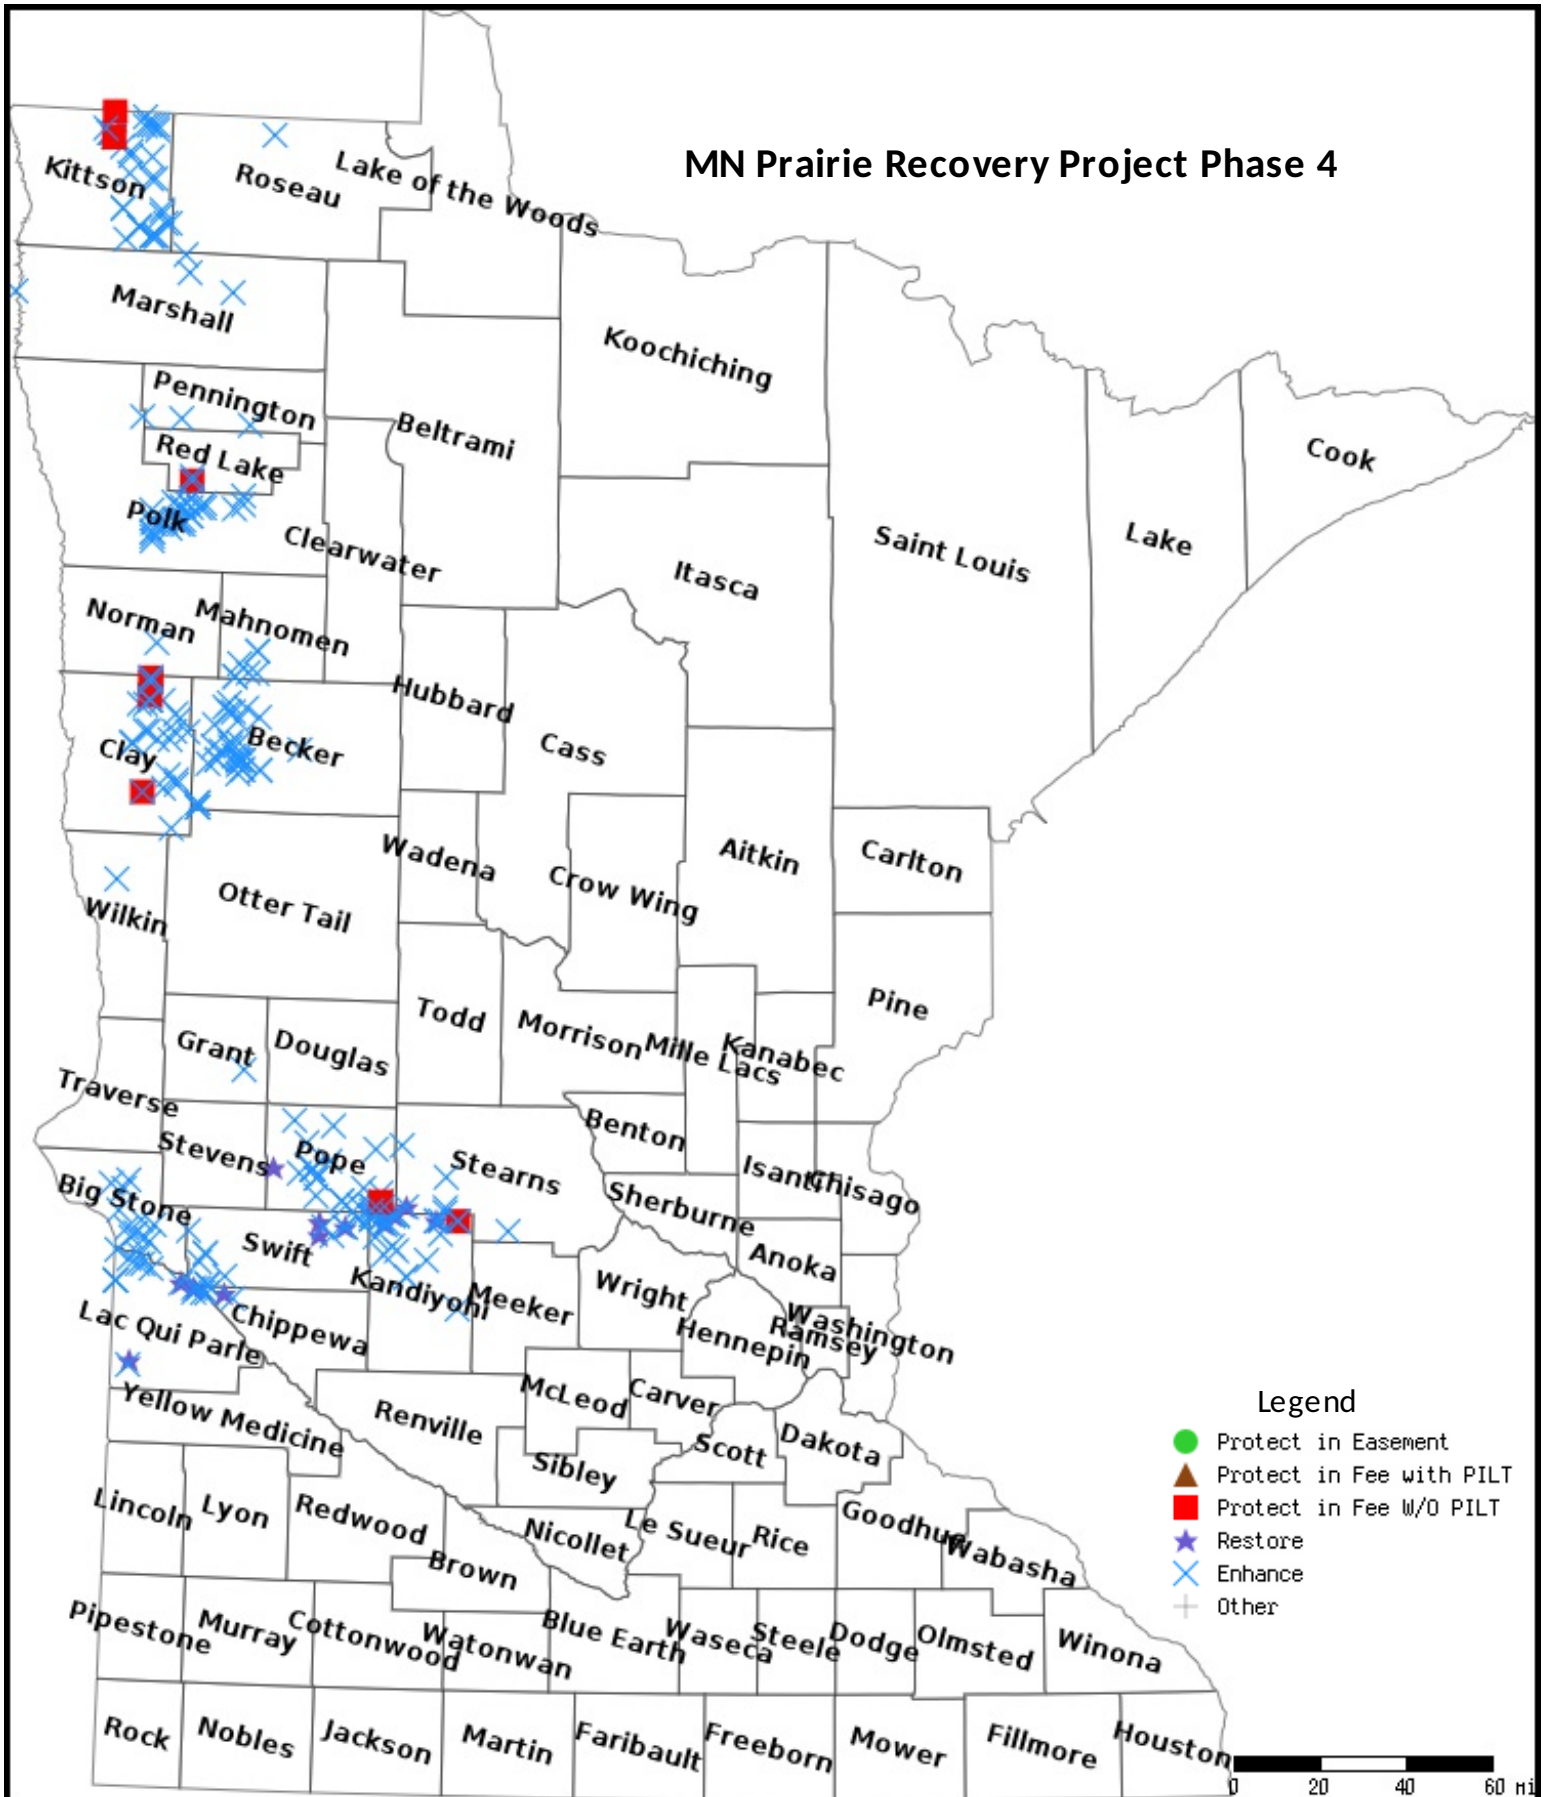 MN Prairie Recovery Project Phase 4
Kittson
Roseau
Lake of the Woods
Marshall
Koochiching
Pennington
Beltrami
Red Lake
Cook
Polk
Clearwater
Saint Louis
Lake
Itasca
Norman
Mahnomen
Hubbard
Cass
Clay
Becker
Wadena
Crow Wing
Aitkin
Carlton
Otter Tail
Wilkin
Todd
Morrison
Mille Lacs
Kanabec
Pine
Grant
Douglas
Traverse
Stevens
Pope
Stearns
Benton
Isanti
Chisago
Big Stone
Sherburne
Swift
Anoka
Kandiyohi
Meeker
Wright
Hennepin
Ramsey
Washington
Lac Qui Parle
Chippewa
McLeod
Carver
Yellow Medicine
Renville
Scott
Dakota
Sibley
Legend
Protect in Easement
Protect in Fee with PILT
Protect in Fee W/O PILT
Restore
Enhance
Other
Lincoln
Lyon
Redwood
Nicollet
Le Sueur
Rice
Goodhue
Wabasha
Brown
Pipestone
Murray
Cottonwood
Watonwan
Blue Earth
Waseca
Steele
Dodge
Olmsted
Winona
Rock
Nobles
Jackson
Martin
Faribault
Freeborn
Mower
Fillmore
Houston
0 20 40 60 mi